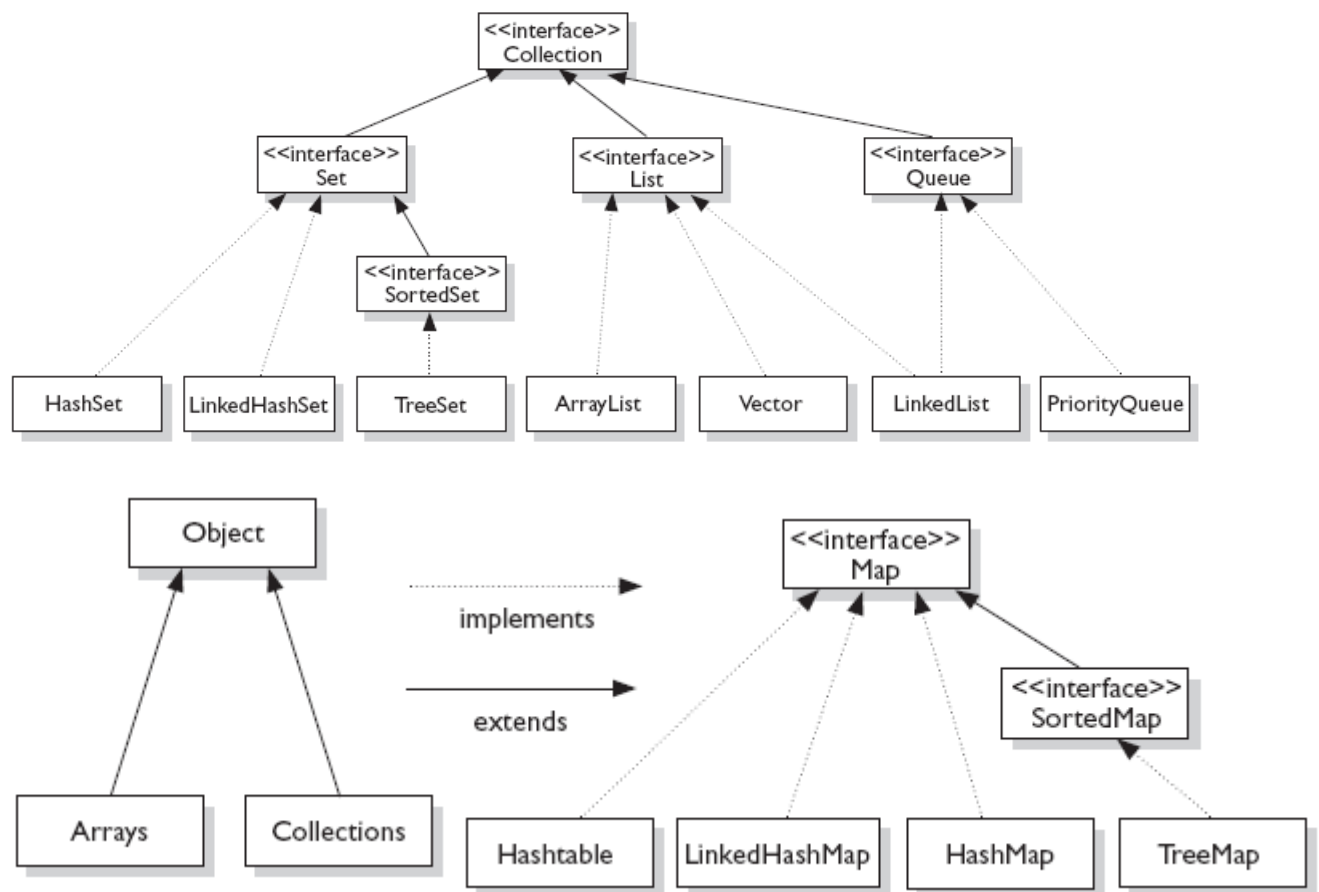 <<interface>>
Collection
<<interface>>
Set
<<interface>>
List
<<interface>>
Queue
<<interface>>
SortedSet
HashSet
LinkedHashSet
TreeSet
ArrayList
Vector
LinkedList
PriorityQueue
Object
implements
extends
<<interface>>
Map
<<interface>>
SortedMap
Arrays
Collections
Hashtable
LinkedHashMap
HashMap
TreeMap